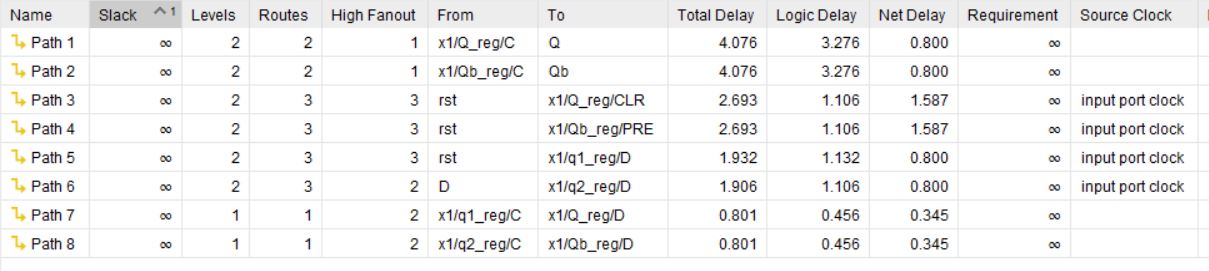 Name Slack 1 Levels Routes High Fanout From To Total Delay Logic Delay Net Delay Requirement Source Clock
Path 1 ∞ 2 2 1 x1/Q_reg/C Q 4.076 3.276 0.800 ∞
Path 2 ∞ 2 2 1 x1/Qb_reg/C Qb 4.076 3.276 0.800 ∞
Path 3 ∞ 2 3 3 rst x1/Q_reg/CLR 2.693 1.106 1.587 ∞ input port clock
Path 4 ∞ 2 3 3 rst x1/Qb_reg/PRE 2.693 1.106 1.587 ∞ input port clock
Path 5 ∞ 2 3 3 rst x1/q1_reg/D 1.932 1.132 0.800 ∞ input port clock
Path 6 ∞ 2 3 2 D x1/q2_reg/D 1.906 1.106 0.800 ∞ input port clock
Path 7 ∞ 1 1 2 x1/q1_reg/C x1/Q_reg/D 0.801 0.456 0.345 ∞
Path 8 ∞ 1 1 2 x1/q2_reg/C x1/Qb_reg/D 0.801 0.456 0.345 ∞